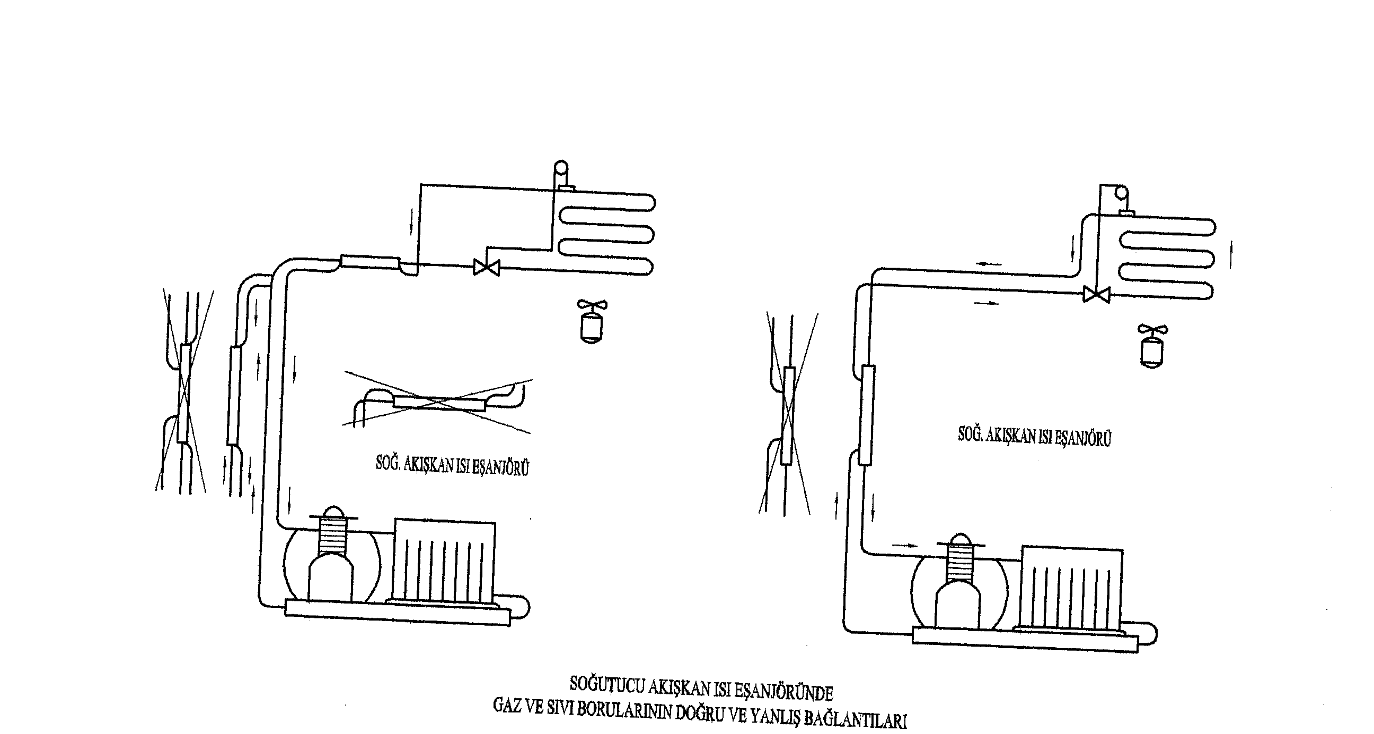 SOĞ. AKIŞKAN ISI EŞANJÖRÜ
SOĞ. AKIŞKAN ISI EŞANJÖRÜ
SOĞUTUCU AKIŞKAN ISI EŞANJÖRÜNDE
GAZ VE SIVI BORULARININ DOĞRU VE YANLIŞ BAĞLANTILARI